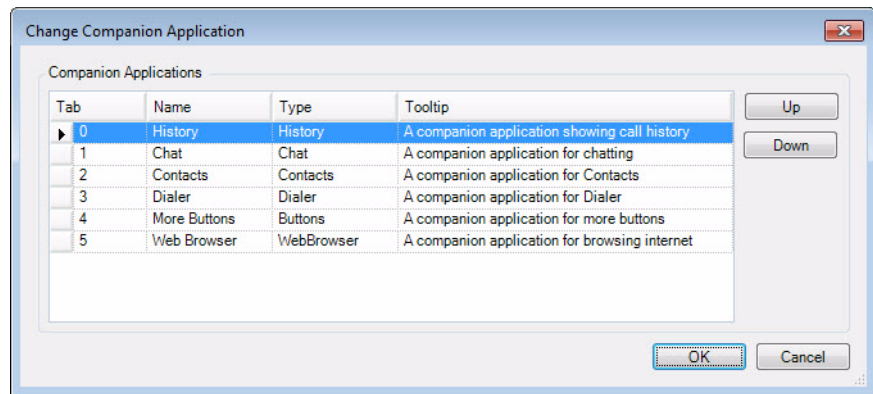 Change Companion Application
Companion Applications
Tab Name Type Tooltip
0 History History A companion application showing call history
1 Chat Chat A companion application for chatting
2 Contacts Contacts A companion application for Contacts
3 Dialer Dialer A companion application for Dialer
4 More Buttons Buttons A companion application for more buttons
5 Web Browser WebBrowser A companion application for browsing internet
Up
Down
OK Cancel